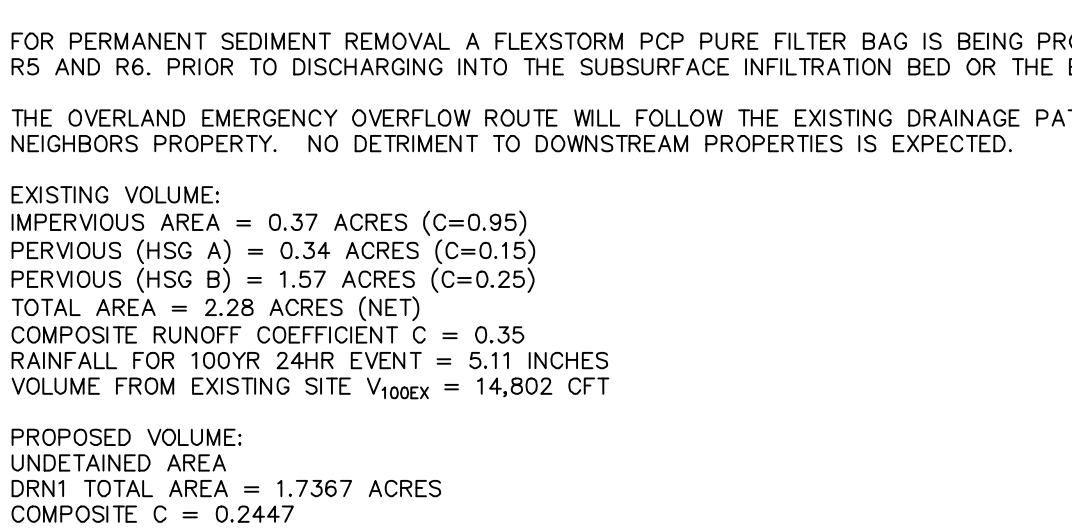 FOR PERMANENT SEDIMENT REMOVAL A FLEXSTORM PCP PURE FILTER BAG IS BEING
R5 AND R6. PRIOR TO DISCHARGING INTO THE SUBSURFACE INFILTRATION BED OR THE
THE OVERLAND EMERGENCY OVERFLOW ROUTE WILL FOLLOW THE EXISTING DRAINAGE
NEIGHBORS PROPERTY. NO DETRIMENT TO DOWNSTREAM PROPERTIES IS EXPECTED.
EXISTING VOLUME:
IMPERVIOUS AREA = 0.37 ACRES (C=0.95)
PERVIOUS (HSG A) = 0.34 ACRES (C=0.15)
PERVIOUS (HSG B) = 1.57 ACRES (C=0.25)
TOTAL AREA = 2.28 ACRES (NET)
COMPOSITE RUNOFF COEFFICIENT C = 0.35
RAINFALL FOR 100YR 24HR EVENT = 5.11 INCHES
VOLUME FROM EXISTING SITE V100EX = 14,802 CFT
PROPOSED VOLUME:
UNDETAINED AREA
DRN1 TOTAL AREA = 1.7367 ACRES
COMPOSITE C = 0.2447